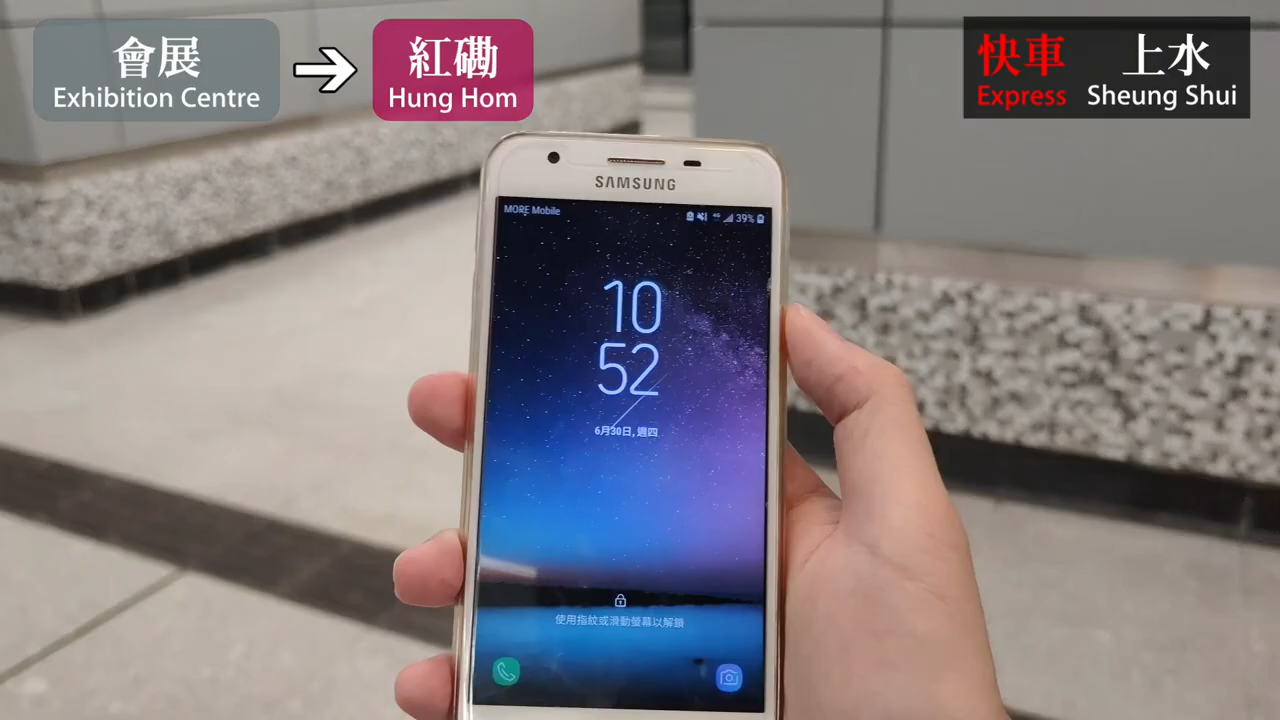 會展
Exhibition Centre
紅磡
Hung Hom
快車 上水
Express Sheung Shui
SAMSUNG
MORE Mobile
4G 39%
10
52
6月30日, 週四
使用指紋或滑動螢幕以解鎖